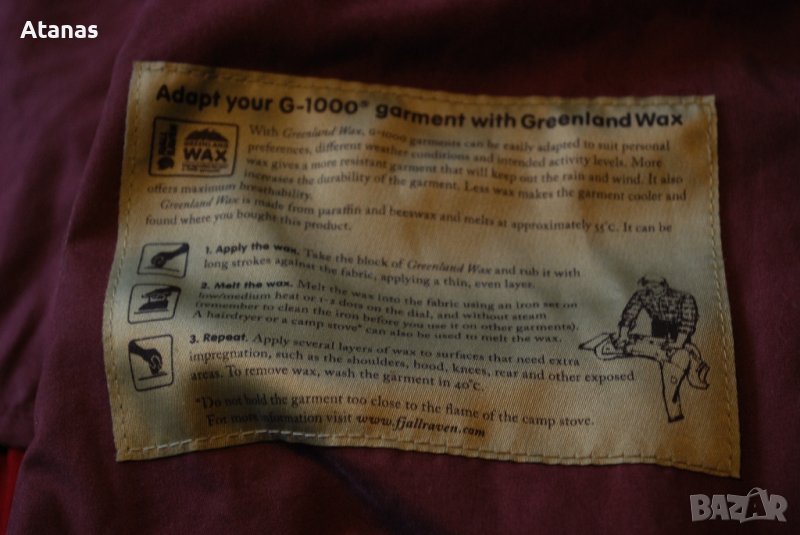 Atanas
Adapt your G-1000® garment with Greenland Wax
FJÄLL RÄVEN
GREENLAND
WAX
With Greenland Wax, G-1000 garments can be easily adapted to suit personal
preferences, different weather conditions and intended activity levels. More
wax gives a more resistant garment that will keep out the rain and wind. It also
increases the durability of the garment. Less wax makes the garment cooler and
offers maximum breathability.
Greenland Wax is made from paraffin and beeswax and melts at approximately 55°C. It can be
found where you bought this product.
1. Apply the wax. Take the block of Greenland Wax and rub it with
long strokes against the fabric, applying a thin, even layer.
2. Melt the wax. Melt the wax into the fabric using an iron set on
low/medium heat or 1-2 dots on the dial, and without steam
(remember to clean the iron before you use it on other garments).
A hairdryer or a camp stove* can also be used to melt the wax.
3. Repeat. Apply several layers of wax to surfaces that need extra
impregnation, such as the shoulders, hood, knees, rear and other exposed
areas. To remove wax, wash the garment in 40°C.
*Do not hold the garment too close to the flame of the camp stove.
For more information visit www.fjallraven.com
BAZAR